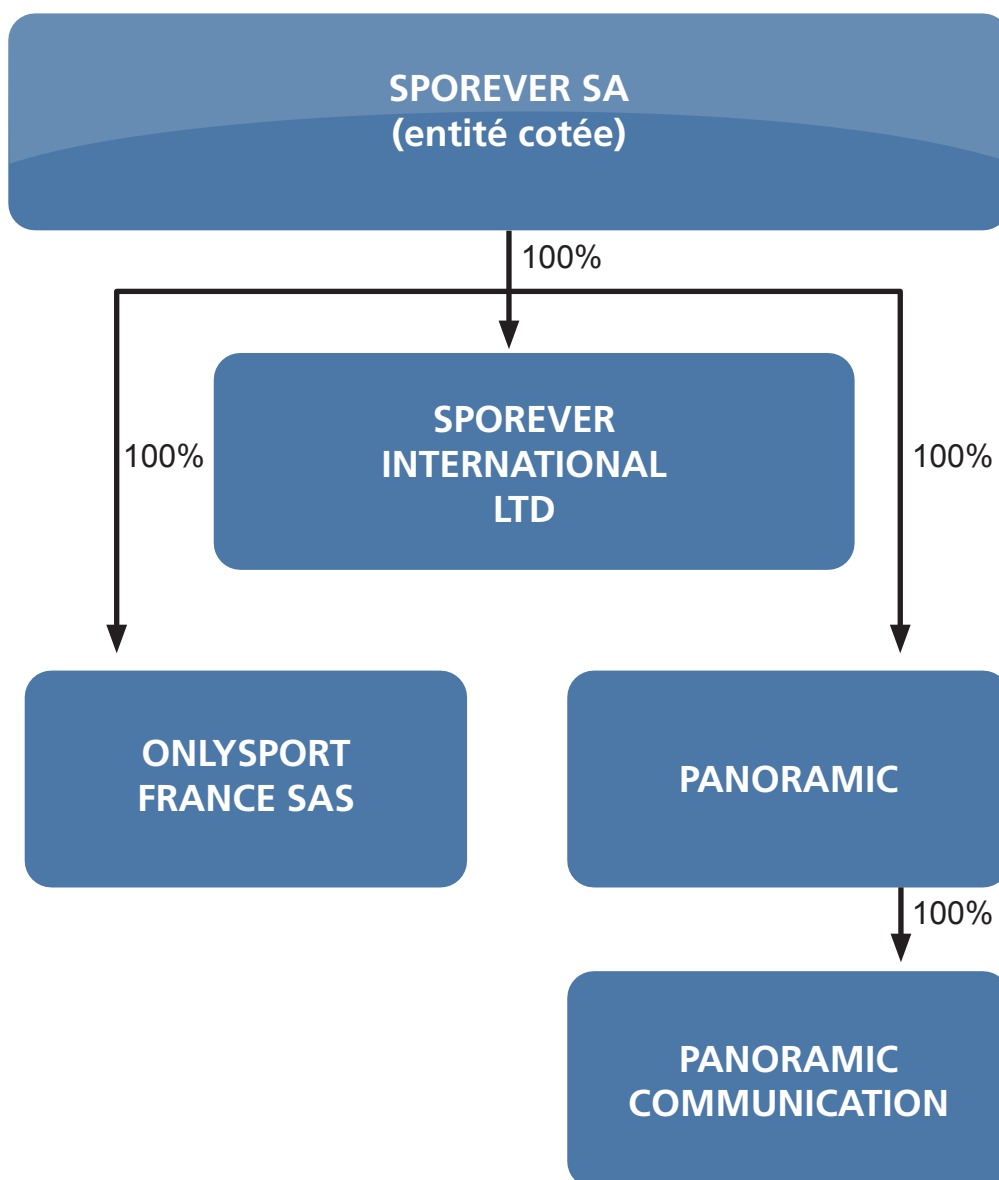 SPOREVER SA
(entité cotée)
100%
SPOREVER
INTERNATIONAL
LTD
100%
100%
ONLYSPORT
FRANCE SAS
PANORAMIC
100%
PANORAMIC
COMMUNICATION